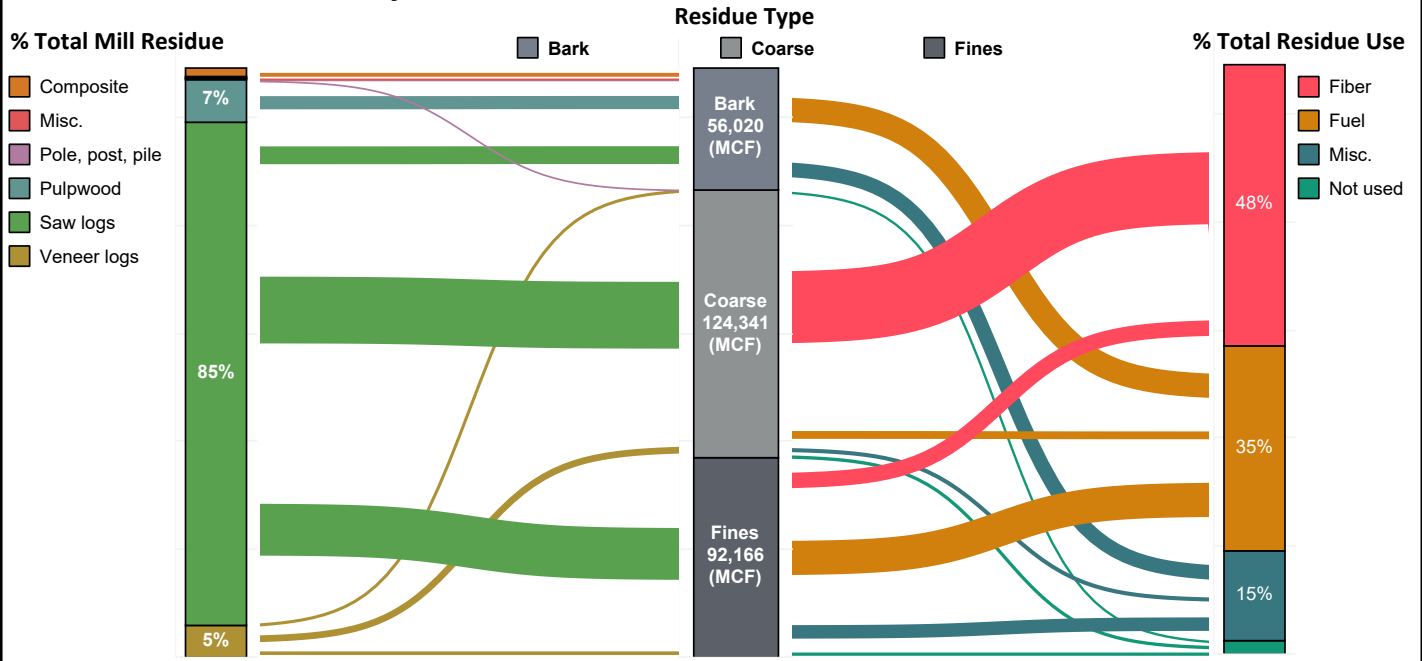 Residue Type
% Total Mill Residue
Bark
Coarse
Fines
% Total Residue Use
Composite
Misc.
Pole, post, pile
Pulpwood
Saw logs
Veneer logs
7%
85%
5%
Bark
56,020
(MCF)
Coarse
124,341
(MCF)
Fines
92,166
(MCF)
48%
35%
15%
Fiber
Fuel
Misc.
Not used